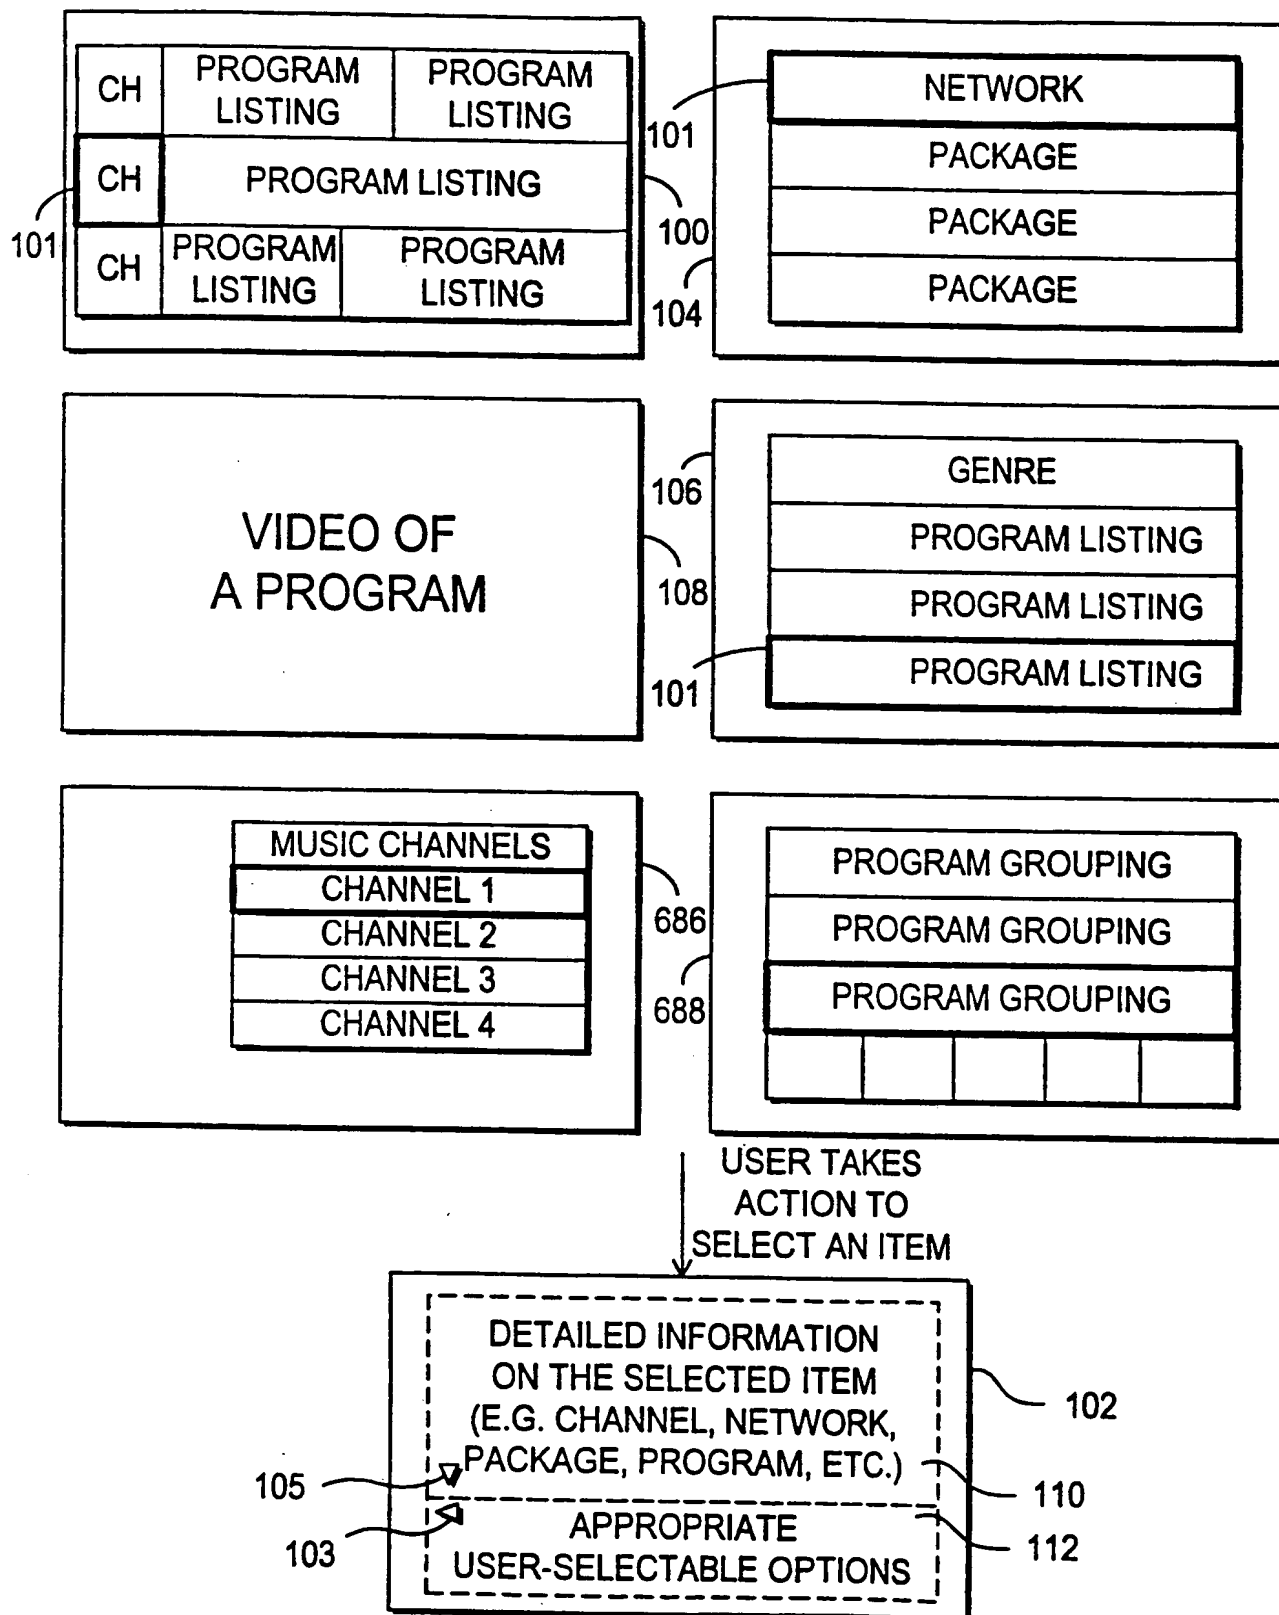 CH
PROGRAM
LISTING
PROGRAM
LISTING
CH
PROGRAM LISTING
CH
PROGRAM
LISTING
PROGRAM
LISTING
101
100
101
NETWORK
PACKAGE
PACKAGE
PACKAGE
104
VIDEO OF
A PROGRAM
108
106
GENRE
PROGRAM LISTING
PROGRAM LISTING
PROGRAM LISTING
101
MUSIC CHANNELS
CHANNEL 1
CHANNEL 2
CHANNEL 3
CHANNEL 4
686
PROGRAM GROUPING
PROGRAM GROUPING
PROGRAM GROUPING
688
USER TAKES
ACTION TO
SELECT AN ITEM
DETAILED INFORMATION
ON THE SELECTED ITEM
(E.G. CHANNEL, NETWORK,
PACKAGE, PROGRAM, ETC.)
102
105
110
103
APPROPRIATE
USER-SELECTABLE OPTIONS
112